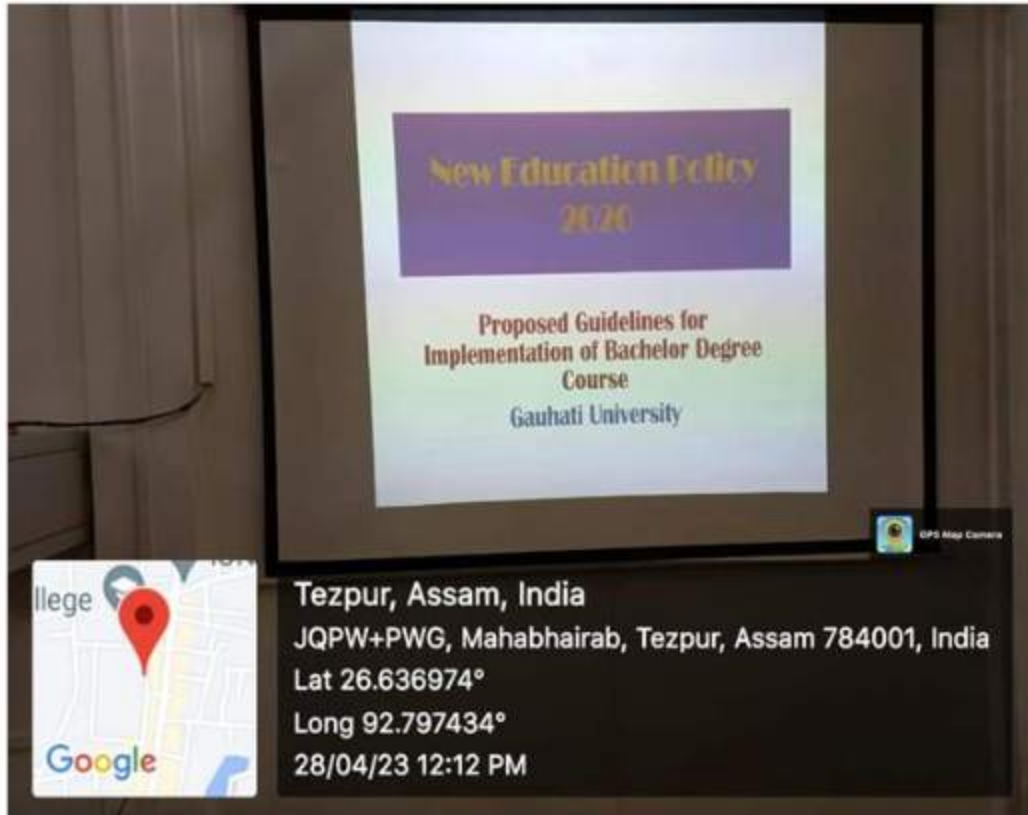 New Education Policy
2020
Proposed Guidelines for
Implementation of Bachelor Degree
Course
Gauhati University
GPS Map Camera
llege
Google
Tezpur, Assam, India
JQPW+PWG, Mahabhairab, Tezpur, Assam 784001, India
Lat 26.636974°
Long 92.797434°
28/04/23 12:12 PM